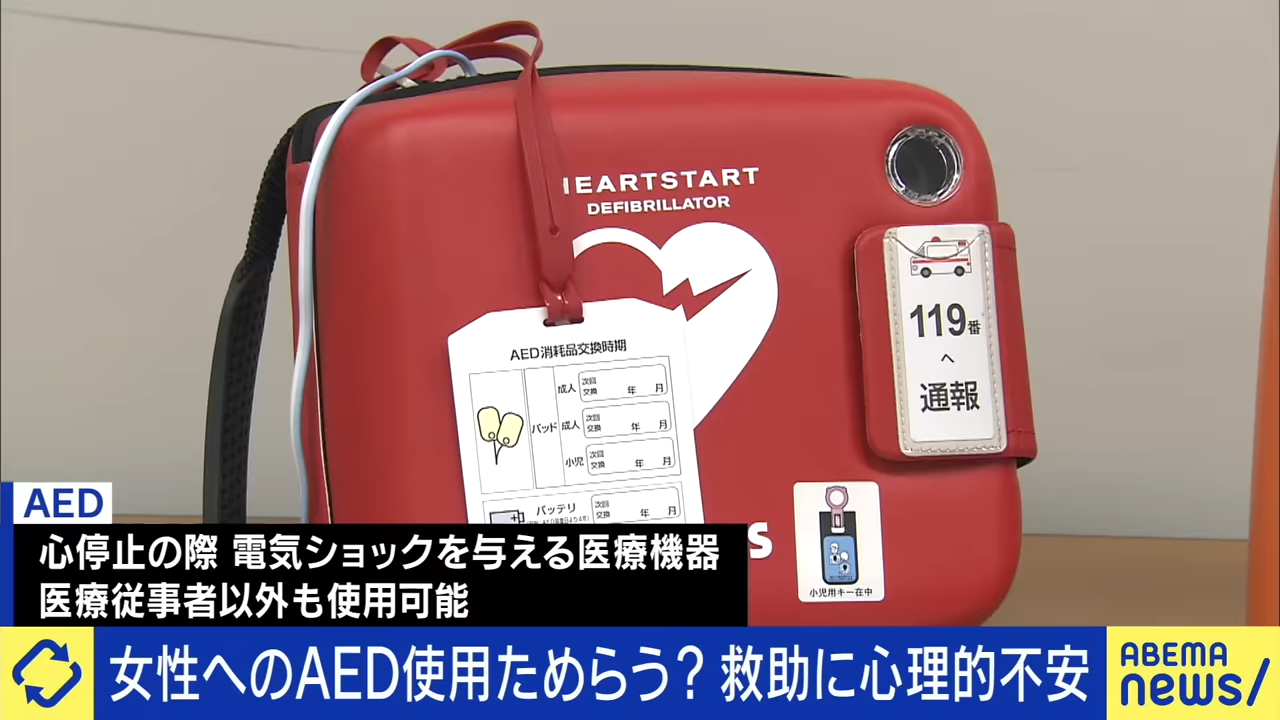 HEARTSTART
DEFIBRILLATOR
119番
へ
通報
AED消耗品交換時期
パッド
成人
次回
交換
年 月
成人
次回
交換
年 月
小児
次回
交換
年 月
バッテリ
次回
交換
年 月
S
小児用キー在中
AED
心停止の際 電気ショックを与える医療機器
医療従事者以外も使用可能
女性へのAED使用ためらう? 救助に心理的不安
ABEMA
news/